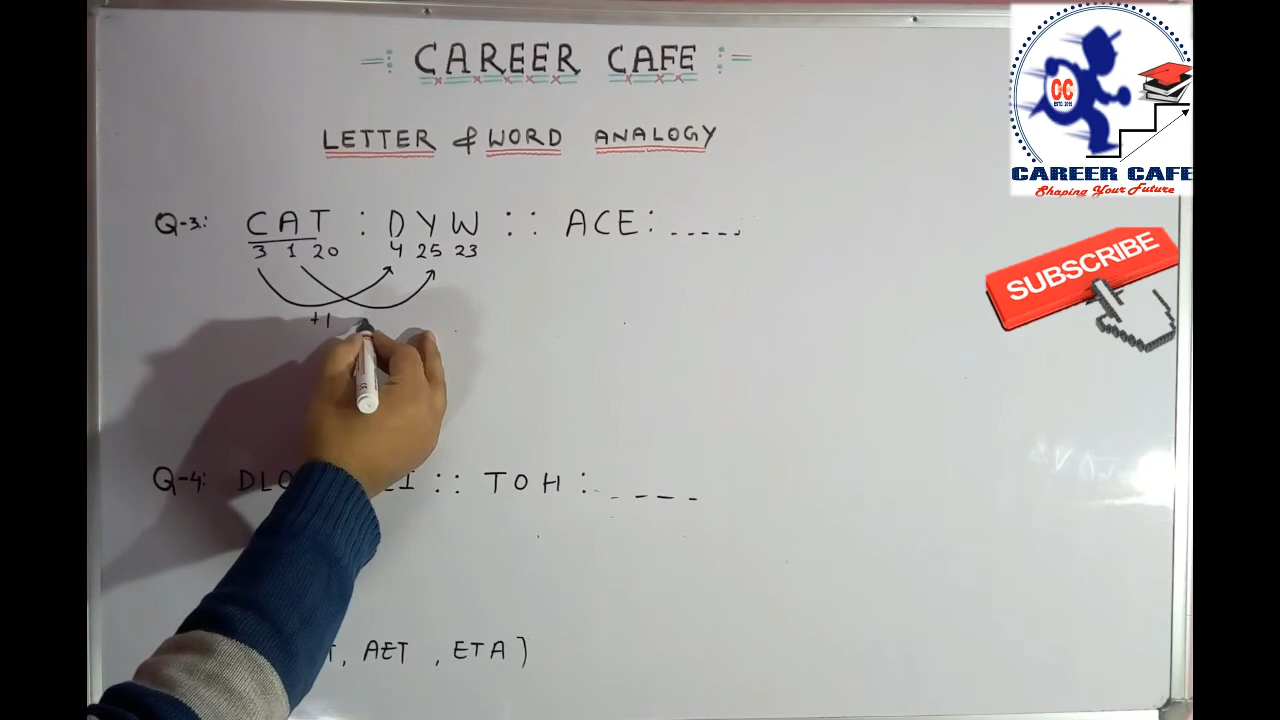 CAREER CAFE
LETTER & WORD ANALOGY
CC
ESTD 2015
CAREER CAFE
Shaping Your Future
Q-3: CAT : DYW :: ACE : -----
3 1 20 4 25 23
SUBSCRIBE
+1
Q-4: DLO I :: TOH : ----
, AET , ETA )